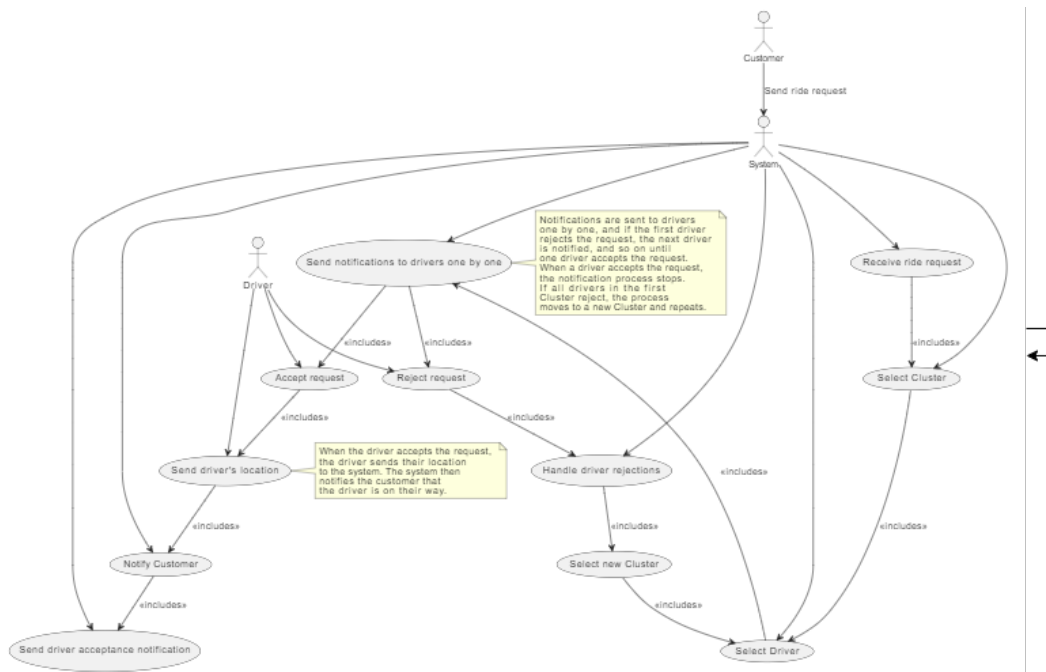 Customer
Send ride request
System
Notifications are sent to drivers
one by one, and if the first driver
rejects the request, the next driver
is notified, and so on until
one driver accepts the request.
When a driver accepts the request,
the notification process stops.
If all drivers in the first
Cluster reject, the process
moves to a new Cluster and repeats.
Send notifications to drivers one by one
Receive ride request
Driver
«includes»
«includes»
«includes»
Accept request
Reject request
Select Cluster
«includes»
«includes»
When the driver accepts the request,
the driver sends their location
to the system. The system then
notifies the customer that
the driver is on their way.
Send driver's location
Handle driver rejections
«includes»
«includes»
«includes»
«includes»
Notify Customer
Select new Cluster
«includes»
«includes»
Send driver acceptance notification
Select Driver